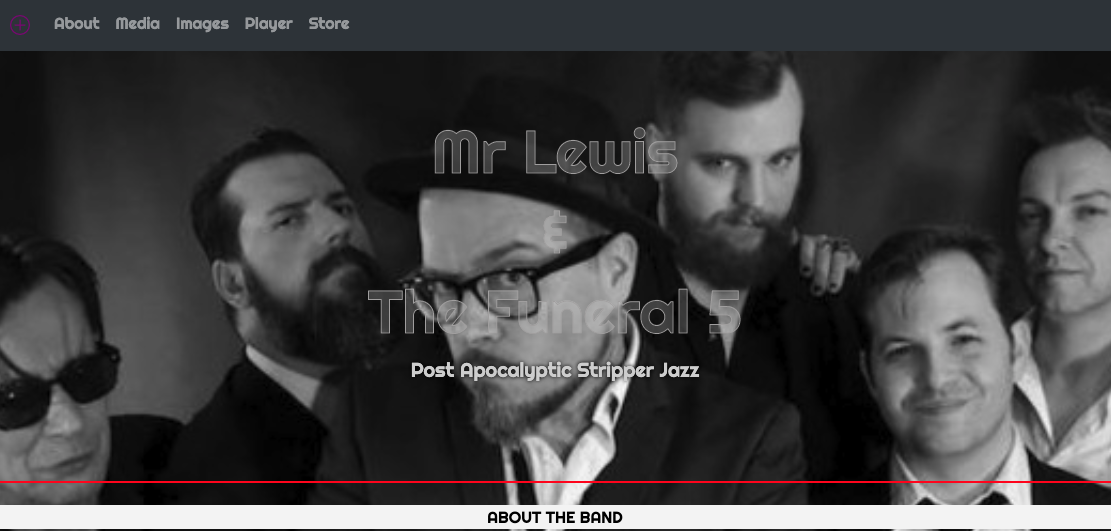 About Media Images Player Store
Mr Lewis
&
The Funeral 5
Post Apocalyptic Stripper Jazz
ABOUT THE BAND